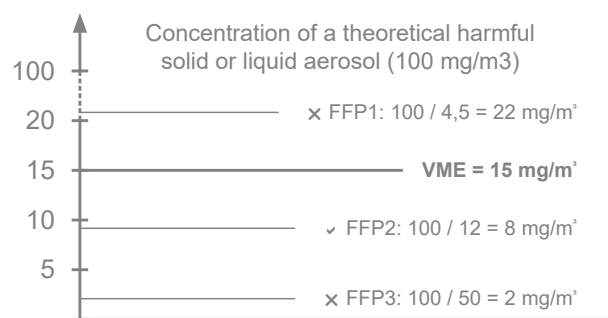 Concentration of a theoretical harmful
solid or liquid aerosol (100 mg/m3)
100
× FFP1: 100 / 4,5 = 22 mg/m³
20
15
VME = 15 mg/m³
10
✓ FFP2: 100 / 12 = 8 mg/m³
5
× FFP3: 100 / 50 = 2 mg/m³